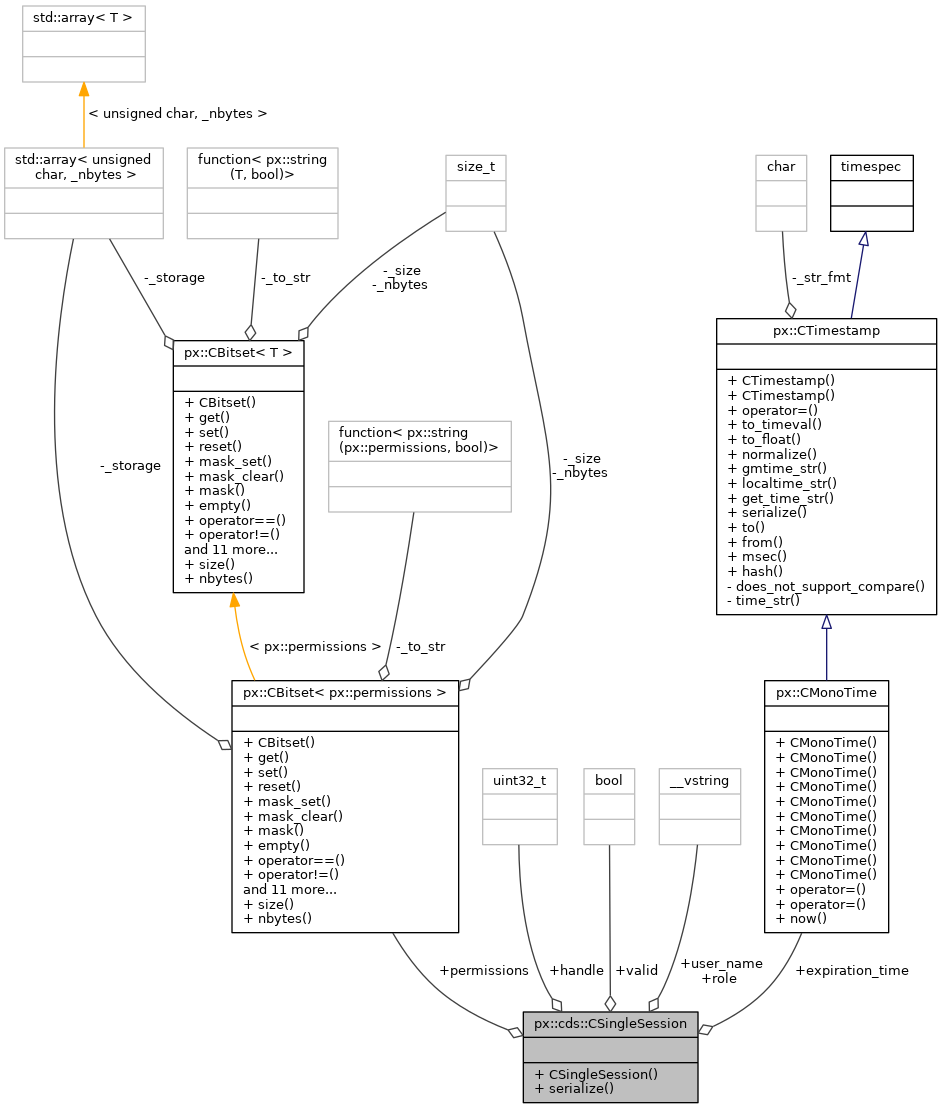 std::array< T >
< unsigned char, _nbytes >
std::array< unsigned
char, _nbytes >
function< px::string
(T, bool)>
size_t
char
timespec
-_storage
-_to_str
-_size
-_nbytes
-_str_fmt
px::CTimestamp
+ CTimestamp()
+ CTimestamp()
+ operator=()
+ to_timeval()
+ to_float()
+ normalize()
+ gmtime_str()
+ localtime_str()
+ get_time_str()
+ serialize()
+ to()
+ from()
+ msec()
+ hash()
- does_not_support_compare()
- time_str()
px::CBitset< T >
+ CBitset()
+ get()
+ set()
+ reset()
+ mask_set()
+ mask_clear()
+ mask()
+ empty()
+ operator==()
+ operator!=()
and 11 more...
+ size()
+ nbytes()
function< px::string
(px::permissions, bool)>
-_storage
-_size
-_nbytes
< px::permissions >
-_to_str
px::CBitset< px::permissions >
+ CBitset()
+ get()
+ set()
+ reset()
+ mask_set()
+ mask_clear()
+ mask()
+ empty()
+ operator==()
+ operator!=()
and 11 more...
+ size()
+ nbytes()
uint32_t
bool
__vstring
px::CMonoTime
+ CMonoTime()
+ CMonoTime()
+ CMonoTime()
+ CMonoTime()
+ CMonoTime()
+ CMonoTime()
+ CMonoTime()
+ CMonoTime()
+ CMonoTime()
+ CMonoTime()
+ operator=()
+ operator=()
+ now()
+permissions
+handle
+valid
+user_name
+role
+expiration_time
px::cds::CSingleSession
+ CSingleSession()
+ serialize()